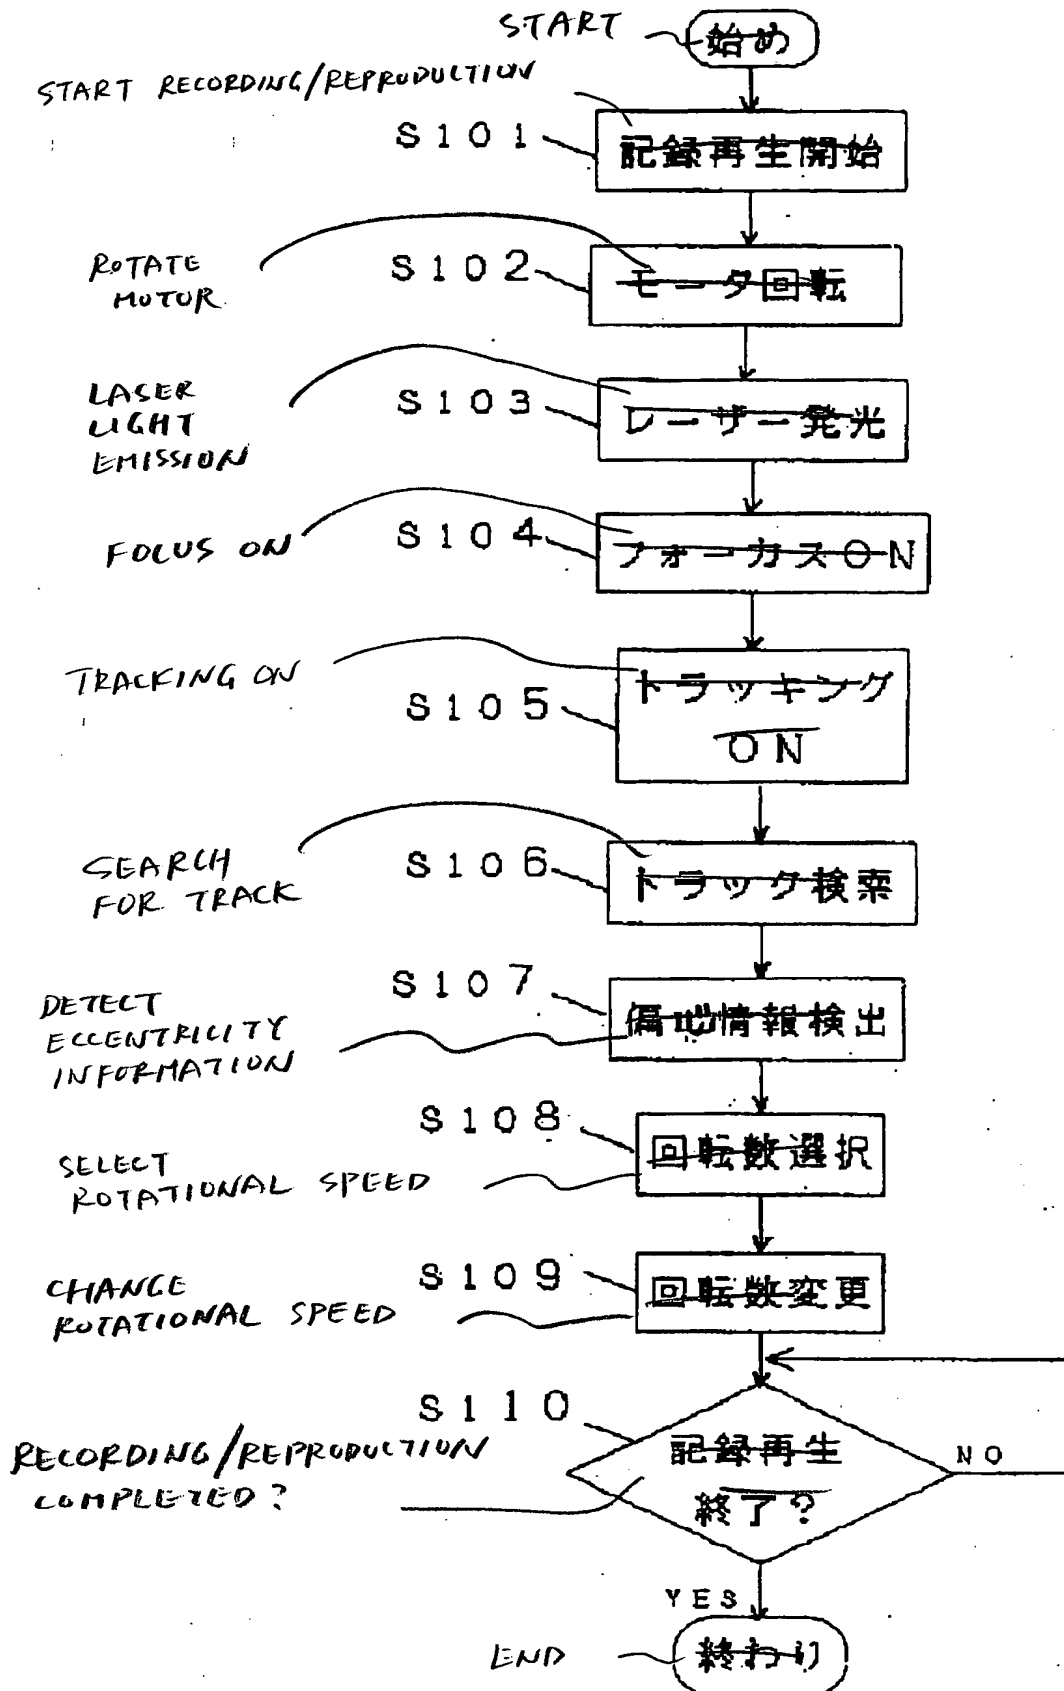 START
始め
START RECORDING/REPRODUCTION
S101
記録再生開始
ROTATE
MOTOR
S102
モータ回転
LASER
LIGHT
EMISSION
S103
レーザー発光
FOCUS ON
S104
フォーカスON
TRACKING ON
S105
トラッキング
ON
SEARCH
FOR TRACK
S106
トラック検索
DETECT
ECCENTRICITY
INFORMATION
S107
偏心情報検出
SELECT
ROTATIONAL SPEED
S108
回転数選択
CHANGE
ROTATIONAL SPEED
S109
回転数変更
RECORDING/REPRODUCTION
COMPLETED?
S110
記録再生
終了?
NO
YES
END
終わり